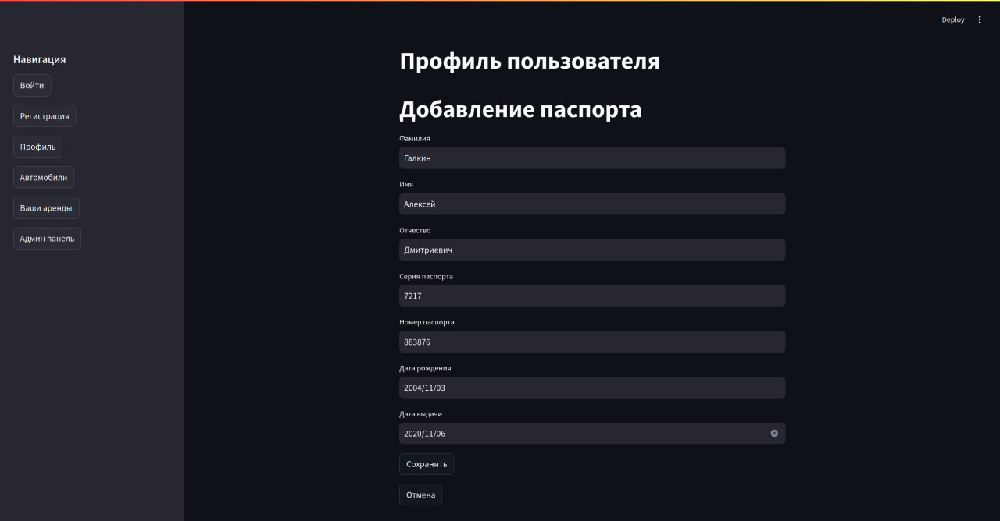 Deploy
Навигация
Войти
Регистрация
Профиль
Автомобили
Ваши аренды
Админ панель
Профиль пользователя
Добавление паспорта
Фамилия
Галкин
Имя
Алексей
Отчество
Дмитриевич
Серия паспорта
7217
Номер паспорта
883876
Дата рождения
2004/11/03
Дата выдачи
2020/11/06
Сохранить
Отмена